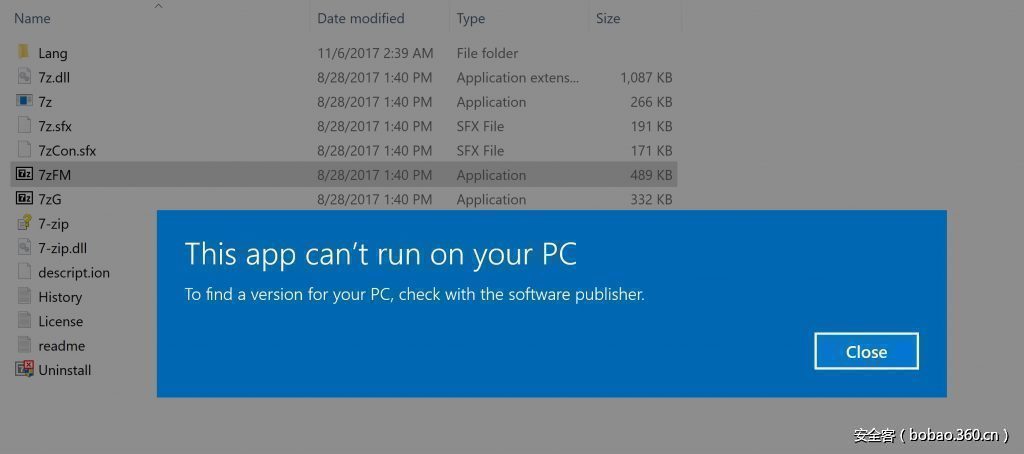 Name Date modified Type Size
Lang 11/6/2017 2:39 AM File folder
7z.dll 8/28/2017 1:40 PM Application extens... 1,087 KB
7z 8/28/2017 1:40 PM Application 266 KB
7z.sfx 8/28/2017 1:40 PM SFX File 191 KB
7zCon.sfx 8/28/2017 1:40 PM SFX File 171 KB
7z 7zFM 8/28/2017 1:40 PM Application 489 KB
7z 7zG 8/28/2017 1:40 PM Application 332 KB
7-zip
7-zip.dll
descript.ion
History
License
readme
Uninstall
This app can't run on your PC
To find a version for your PC, check with the software publisher.
Close
安全客 ( bobao.360.cn )